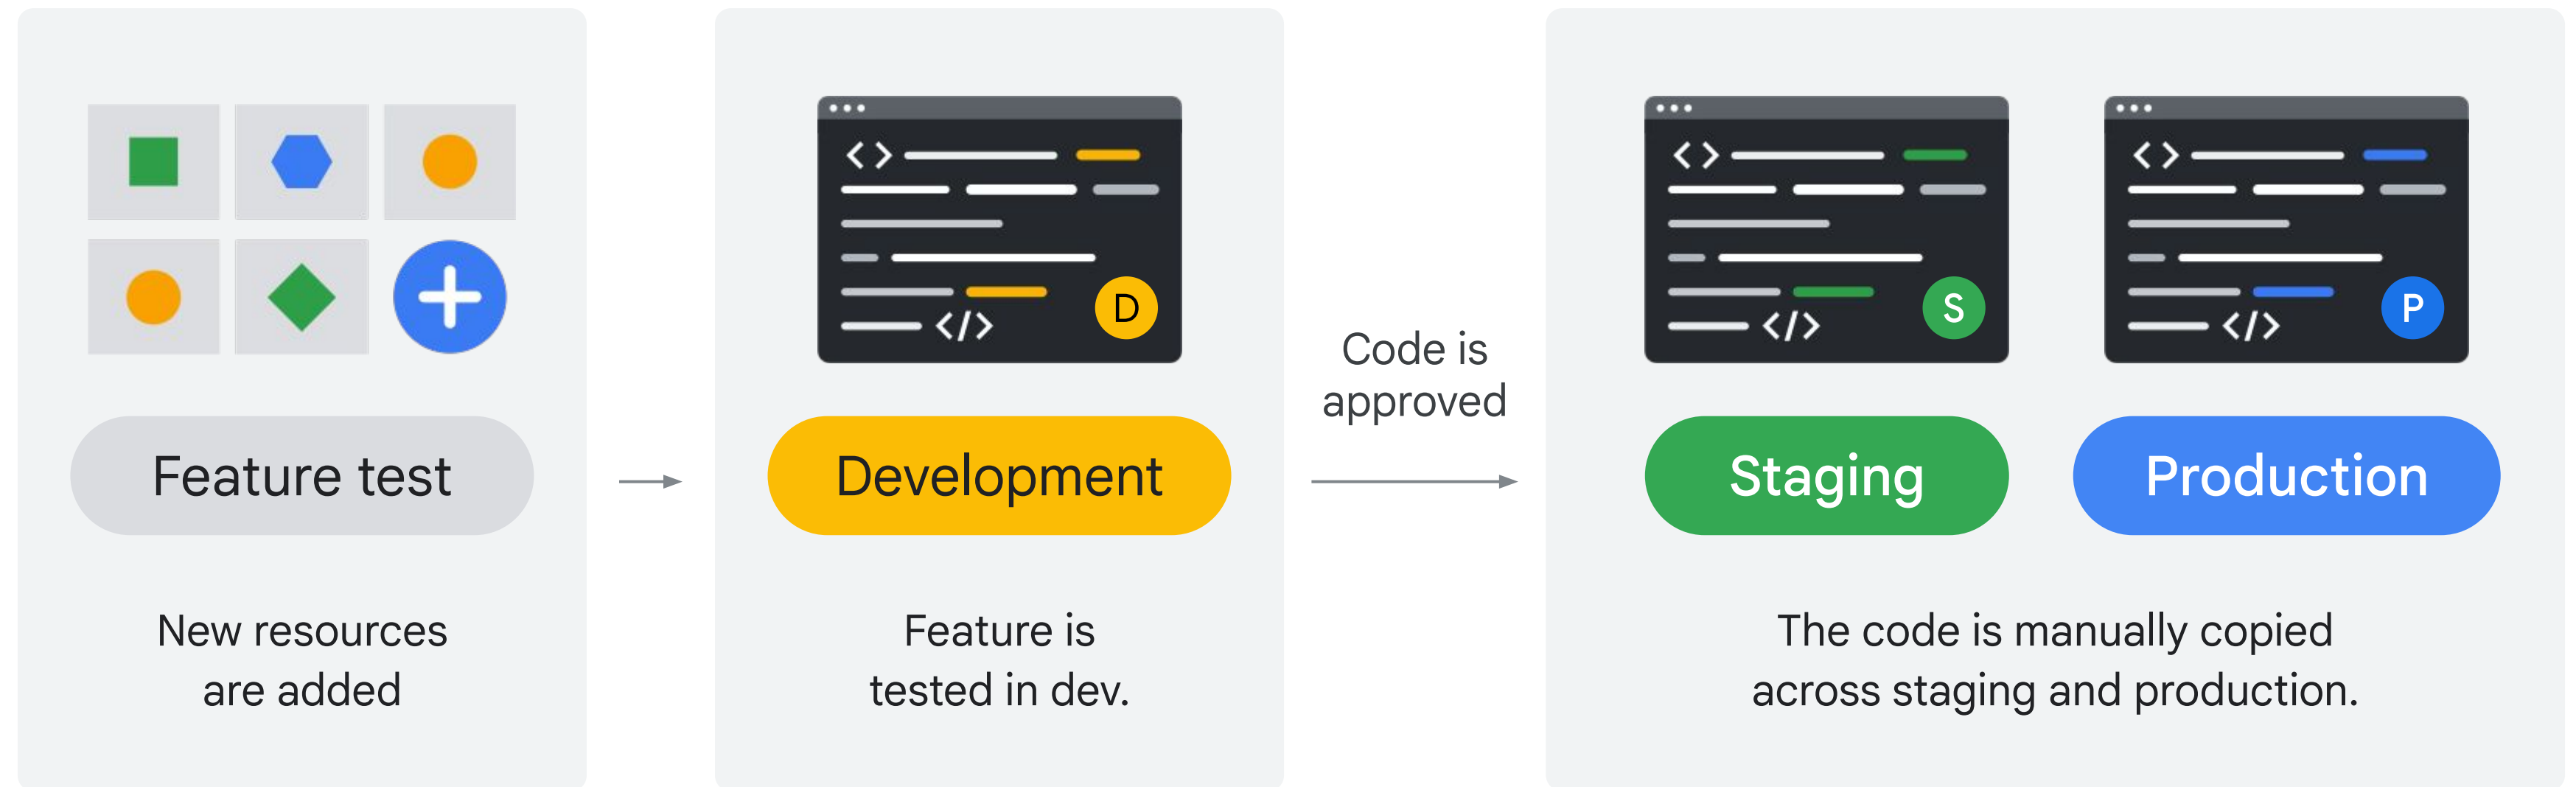 Feature test
New resources
are added
D
Development
Feature is
tested in dev.
Code is
approved
S
P
Staging
Production
The code is manually copied
across staging and production.